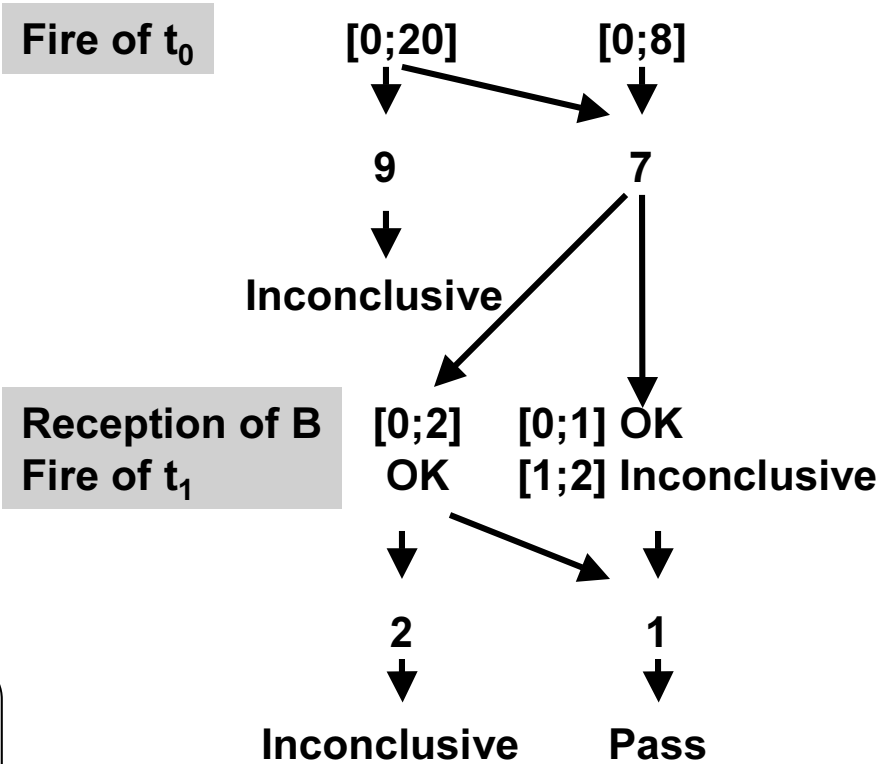 Fire of t₀ [0;20] [0;8]
9 7
Inconclusive
Reception of B [0;2] [0;1] OK
Fire of t₁ OK [1;2] Inconclusive
2 1
Inconclusive Pass